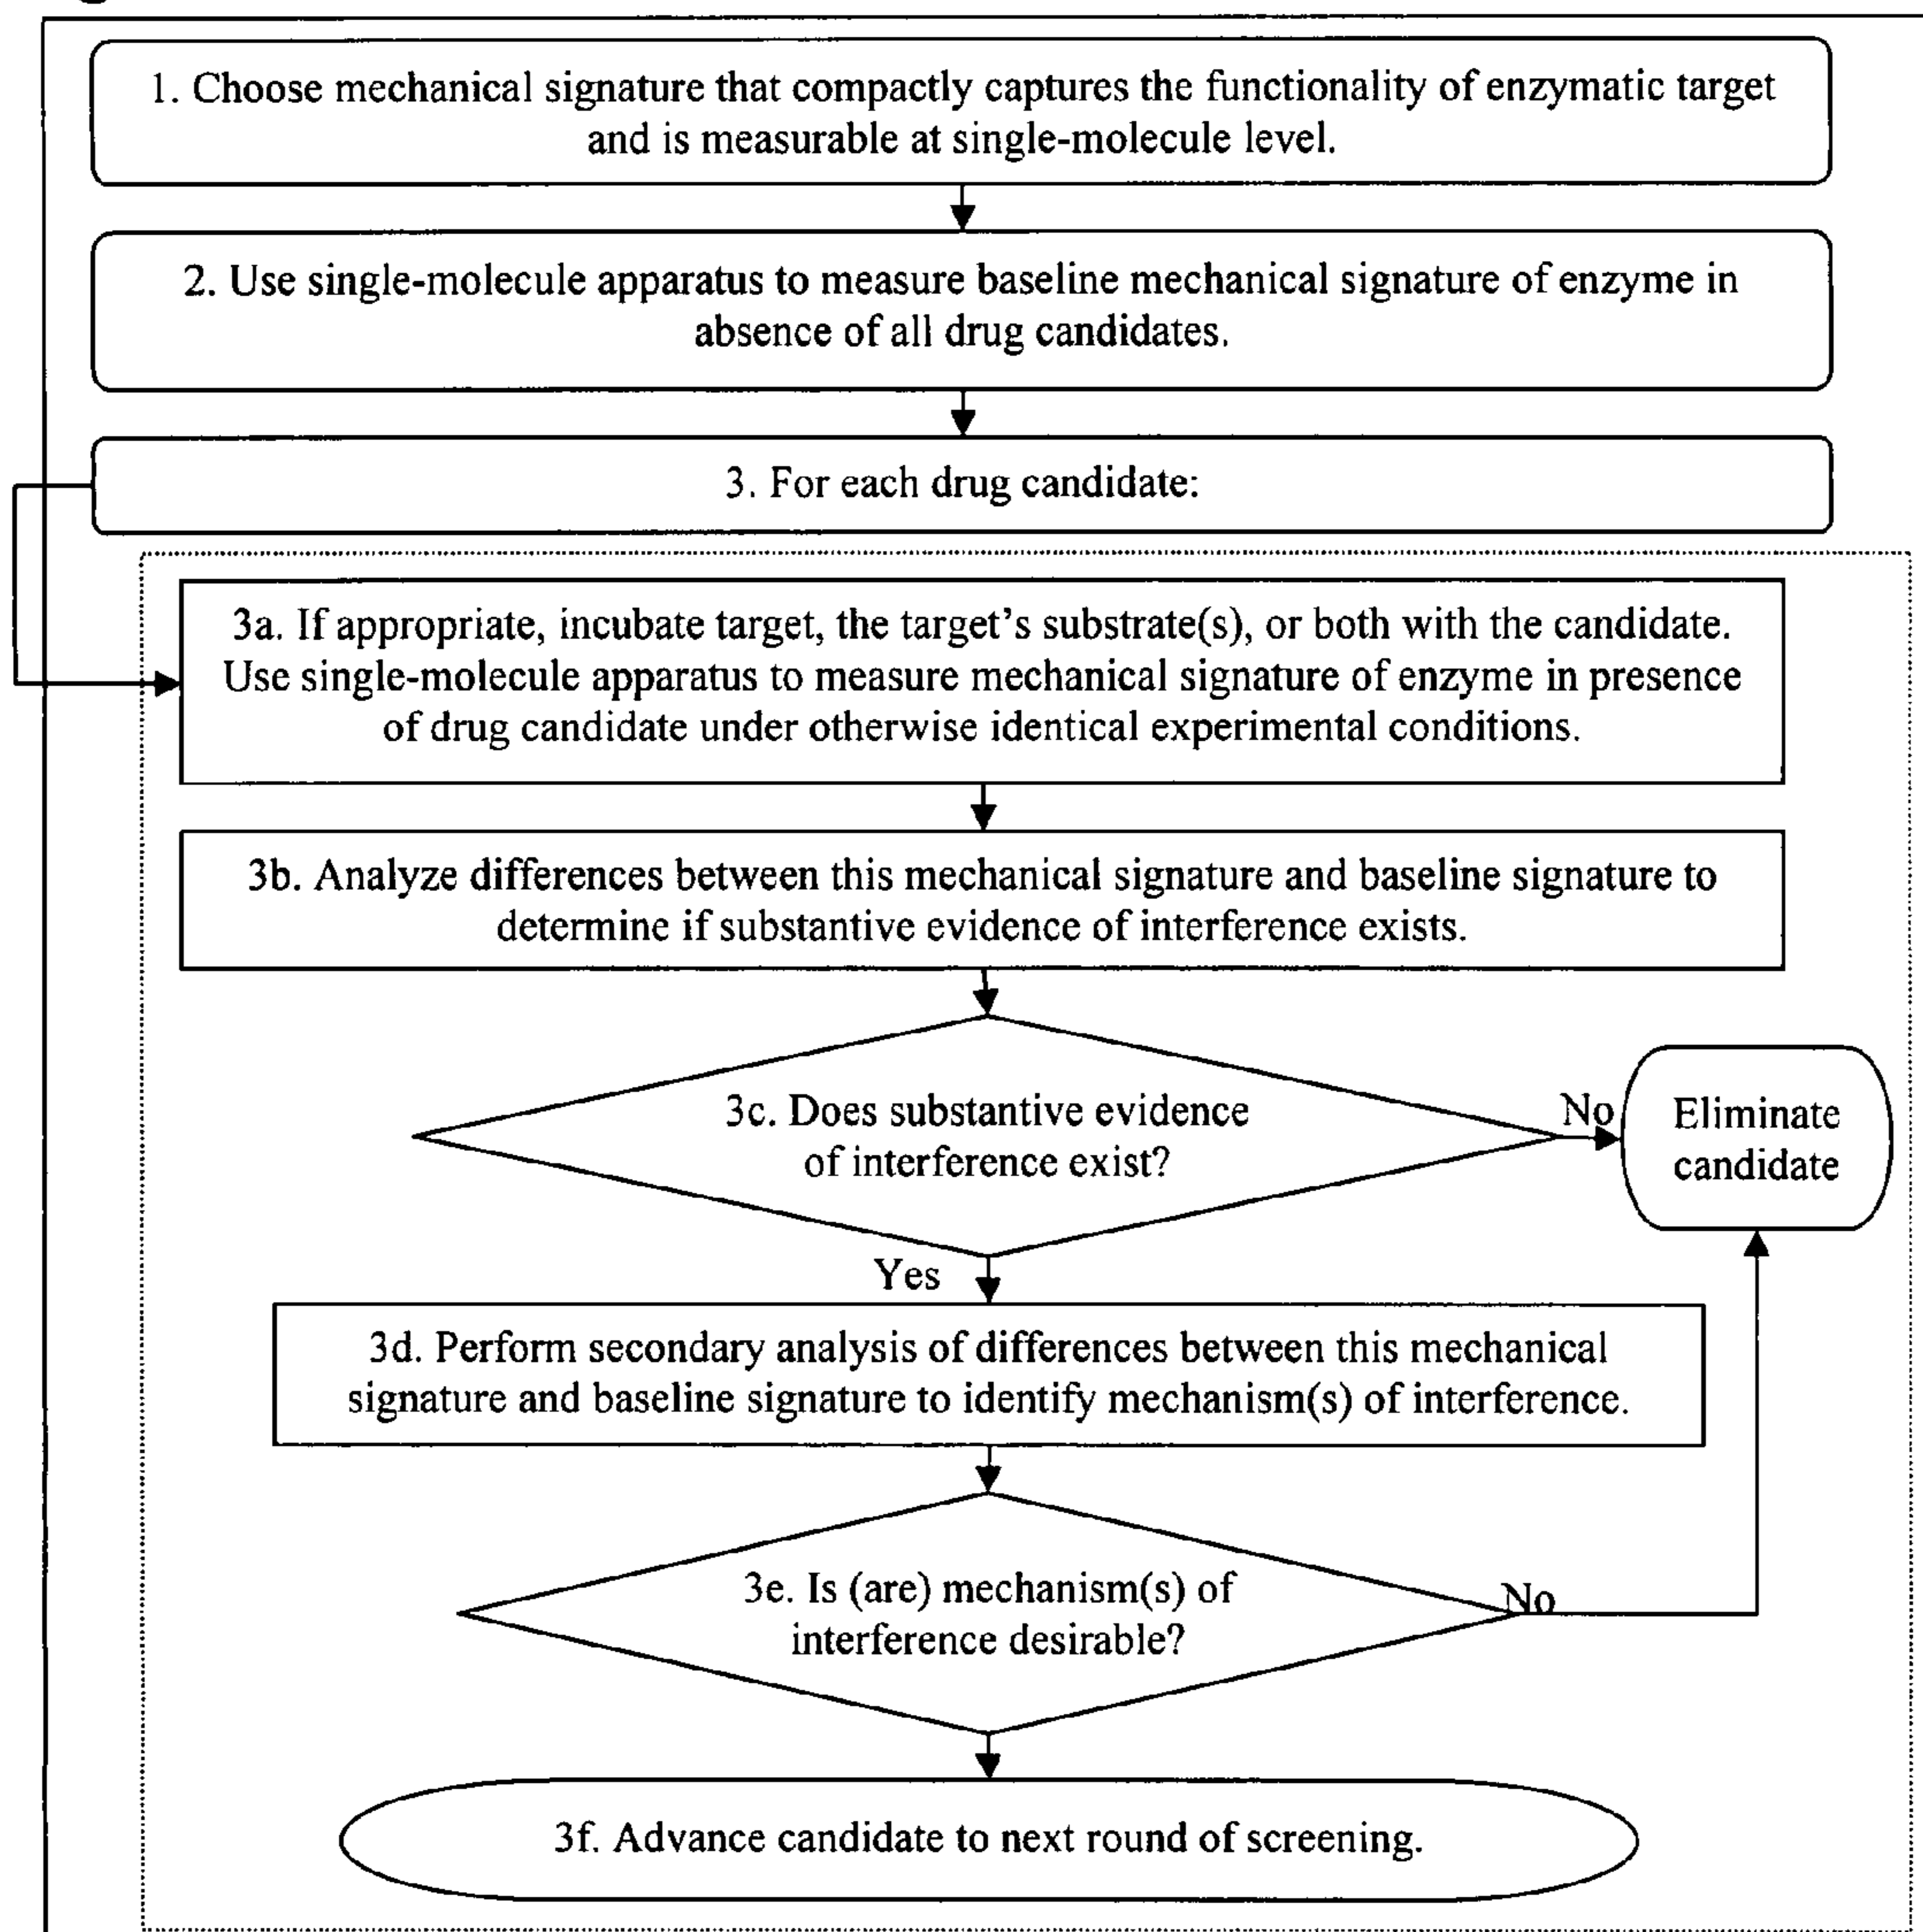 1. Choose mechanical signature that compactly captures the functionality of enzymatic target
and is measurable at single-molecule level.
2. Use single-molecule apparatus to measure baseline mechanical signature of enzyme in
absence of all drug candidates.
3. For each drug candidate:
3a. If appropriate, incubate target, the target's substrate(s), or both with the candidate.
Use single-molecule apparatus to measure mechanical signature of enzyme in presence
of drug candidate under otherwise identical experimental conditions.
3b. Analyze differences between this mechanical signature and baseline signature to
determine if substantive evidence of interference exists.
3c. Does substantive evidence
of interference exist?
No
Eliminate
candidate
Yes
3d. Perform secondary analysis of differences between this mechanical
signature and baseline signature to identify mechanism(s) of interference.
3e. Is (are) mechanism(s) of
interference desirable?
No
3f. Advance candidate to next round of screening.